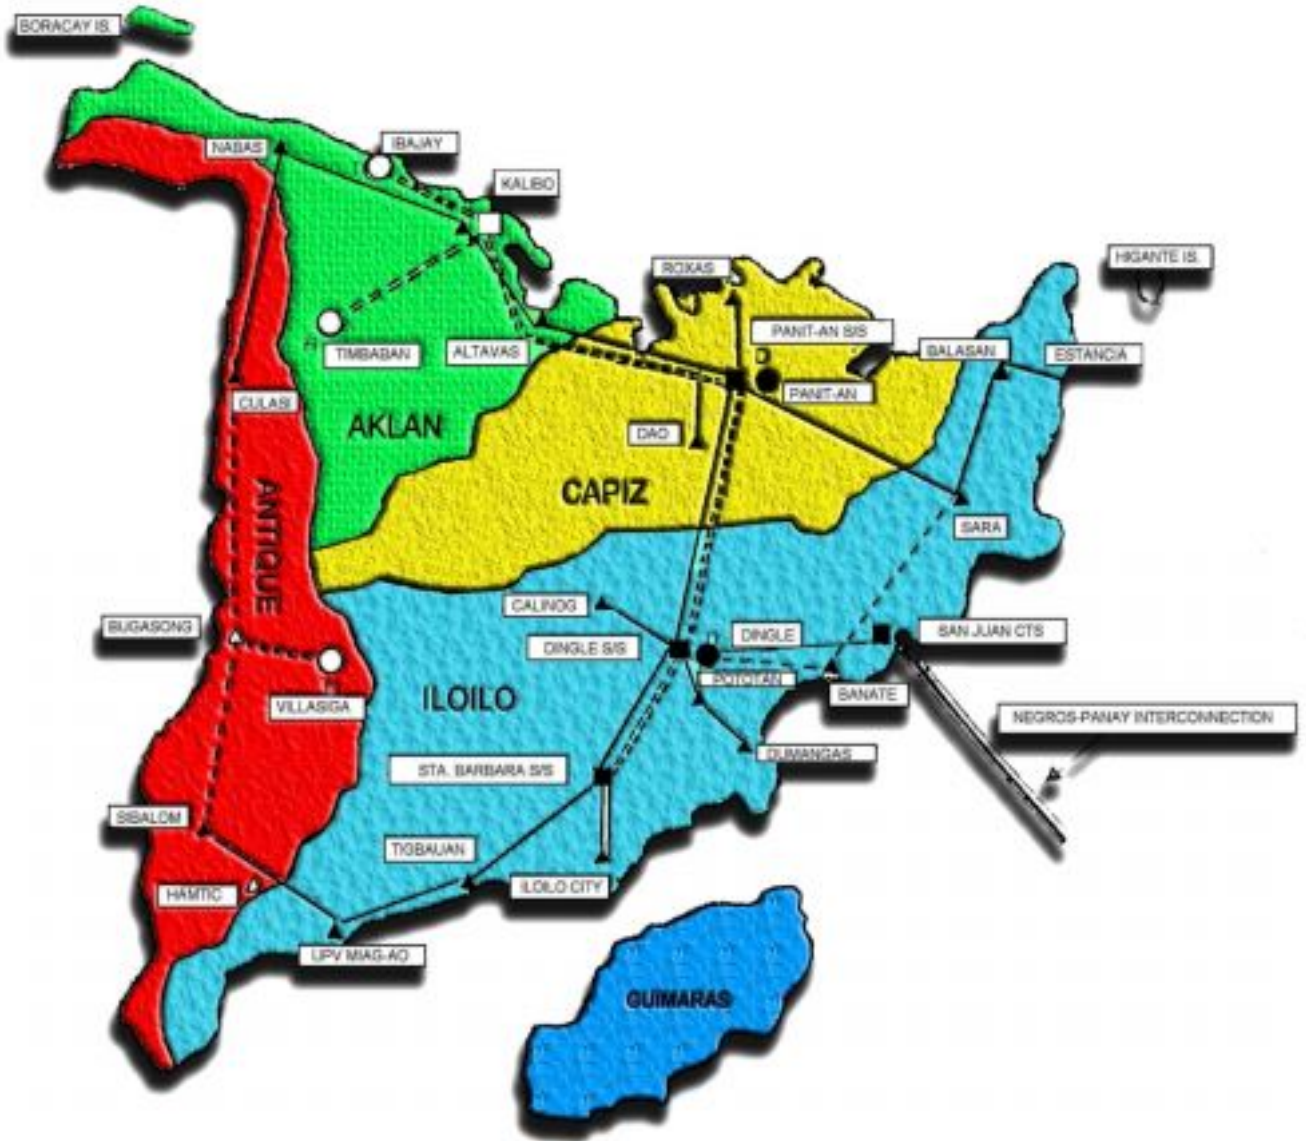 BORACAY IS.
NABAS
IBAJAY
KALIBO
HIGANTE IS.
ROXAS
PANIT-AN S/S
TIMBABAN
ALTAVAS
BALASAN
ESTANCIA
PANIT-AN
CULASI
AKLAN
DAO
CAPIZ
SARA
ANTIQUE
CALINOG
BUGASONG
DINGLE S/S
DINGLE
SAN JUAN CTS
POTOTAN
ILOILO
BANATE
VILLASIGA
NEGROS-PANAY INTERCONNECTION
DUMANGAS
STA. BARBARA S/S
SIBALOM
TIGBAUAN
HAMTIC
ILOILO CITY
UPV MIAG-AO
GUIMARAS